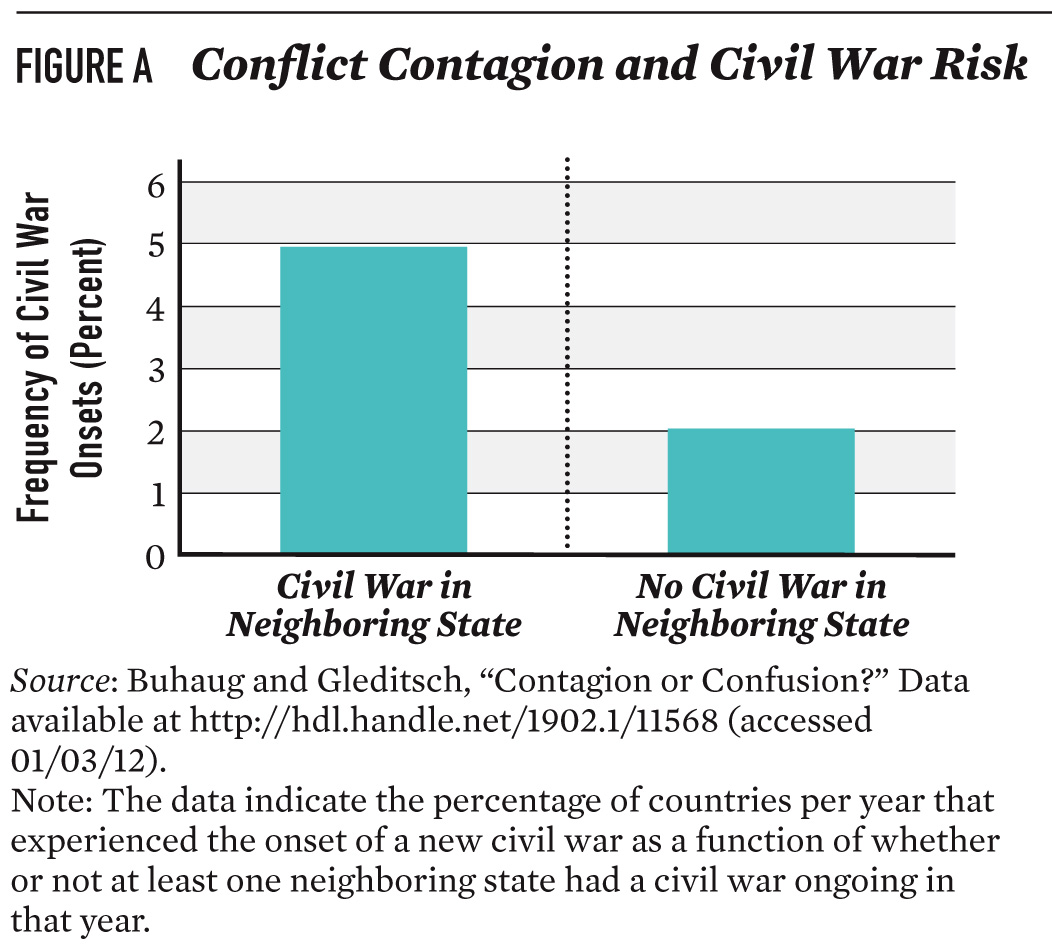 FIGURE A Conflict Contagion and Civil War Risk
Frequency of Civil War
Onsets (Percent)
6
5
4
3
2
1
0
Civil War in
Neighboring State
No Civil War in
Neighboring State
Source: Buhaug and Gleditsch, “Contagion or Confusion?” Data
available at http://hdl.handle.net/1902.1/11568 (accessed
01/03/12).
Note: The data indicate the percentage of countries per year that
experienced the onset of a new civil war as a function of whether
or not at least one neighboring state had a civil war ongoing in
that year.